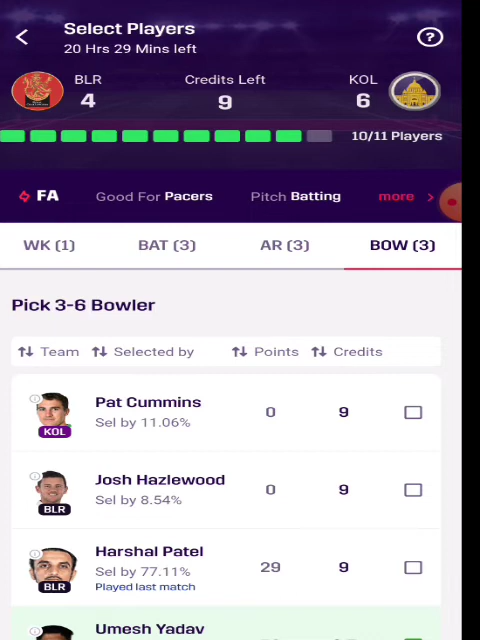 Select Players
20 Hrs 29 Mins left
?
BLR
4
Credits Left
9
KOL
6
10/11 Players
FA
Good For Pacers
Pitch Batting
more >
WK (1)
BAT (3)
AR (3)
BOW (3)
Pick 3-6 Bowler
Team
Selected by
Points
Credits
Pat Cummins
Sel by 11.06%
0
9
KOL
Josh Hazlewood
Sel by 8.54%
0
9
BLR
Harshal Patel
Sel by 77.11%
29
9
Played last match
BLR
Umesh Yadav